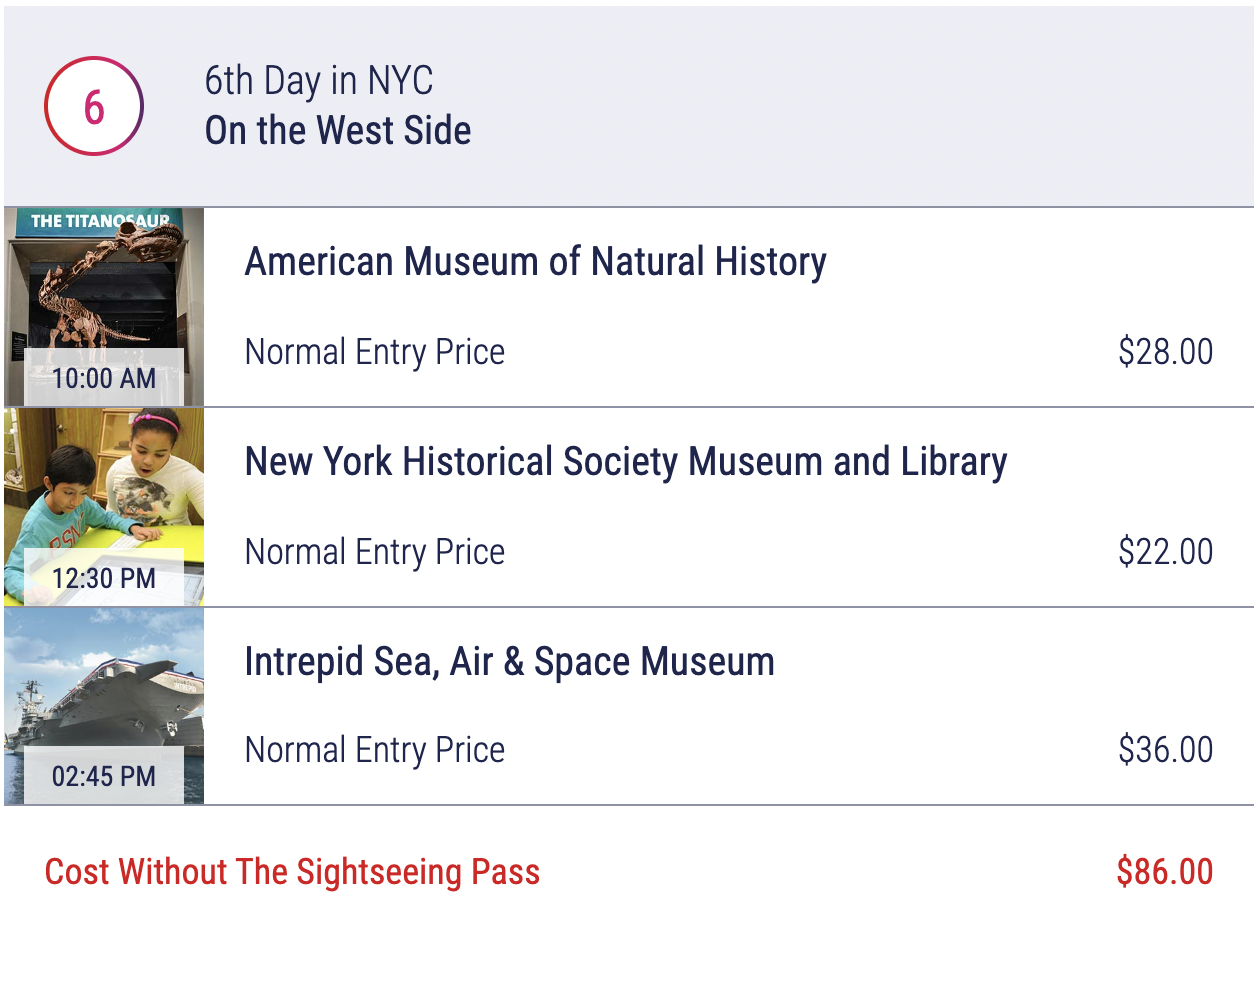 6
6th Day in NYC
On the West Side
THE TITANOSAUR
10:00 AM
American Museum of Natural History
Normal Entry Price
$28.00
12:30 PM
New York Historical Society Museum and Library
Normal Entry Price
$22.00
02:45 PM
Intrepid Sea, Air & Space Museum
Normal Entry Price
$36.00
Cost Without The Sightseeing Pass
$86.00